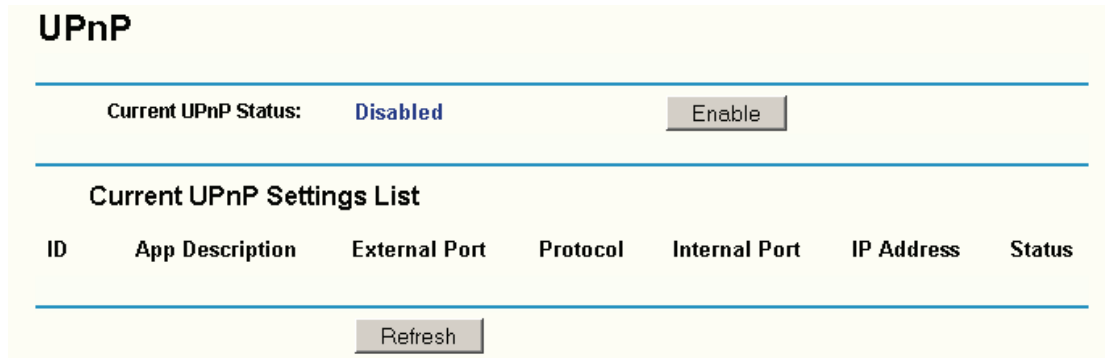 UPnP
Current UPnP Status: Disabled Enable
Current UPnP Settings List
ID App Description External Port Protocol Internal Port IP Address Status
Refresh